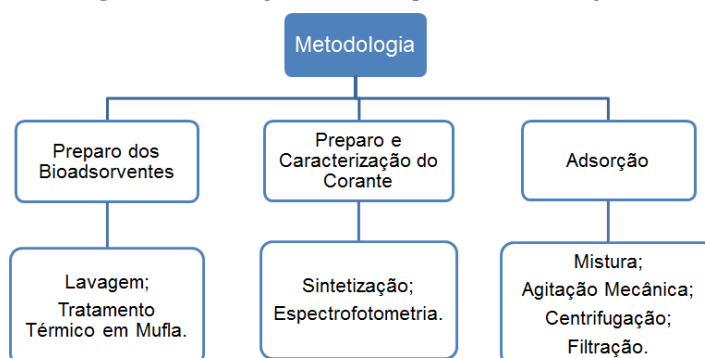 Metodologia
Preparo dos
Bioadsorventes
Preparo e
Caracterização do
Corante
Adsorção
Lavagem;
Tratamento
Térmico em Mufla.
Sintetização;
Espectrofotometria.
Mistura;
Agitação Mecânica;
Centrifugação;
Filtração.